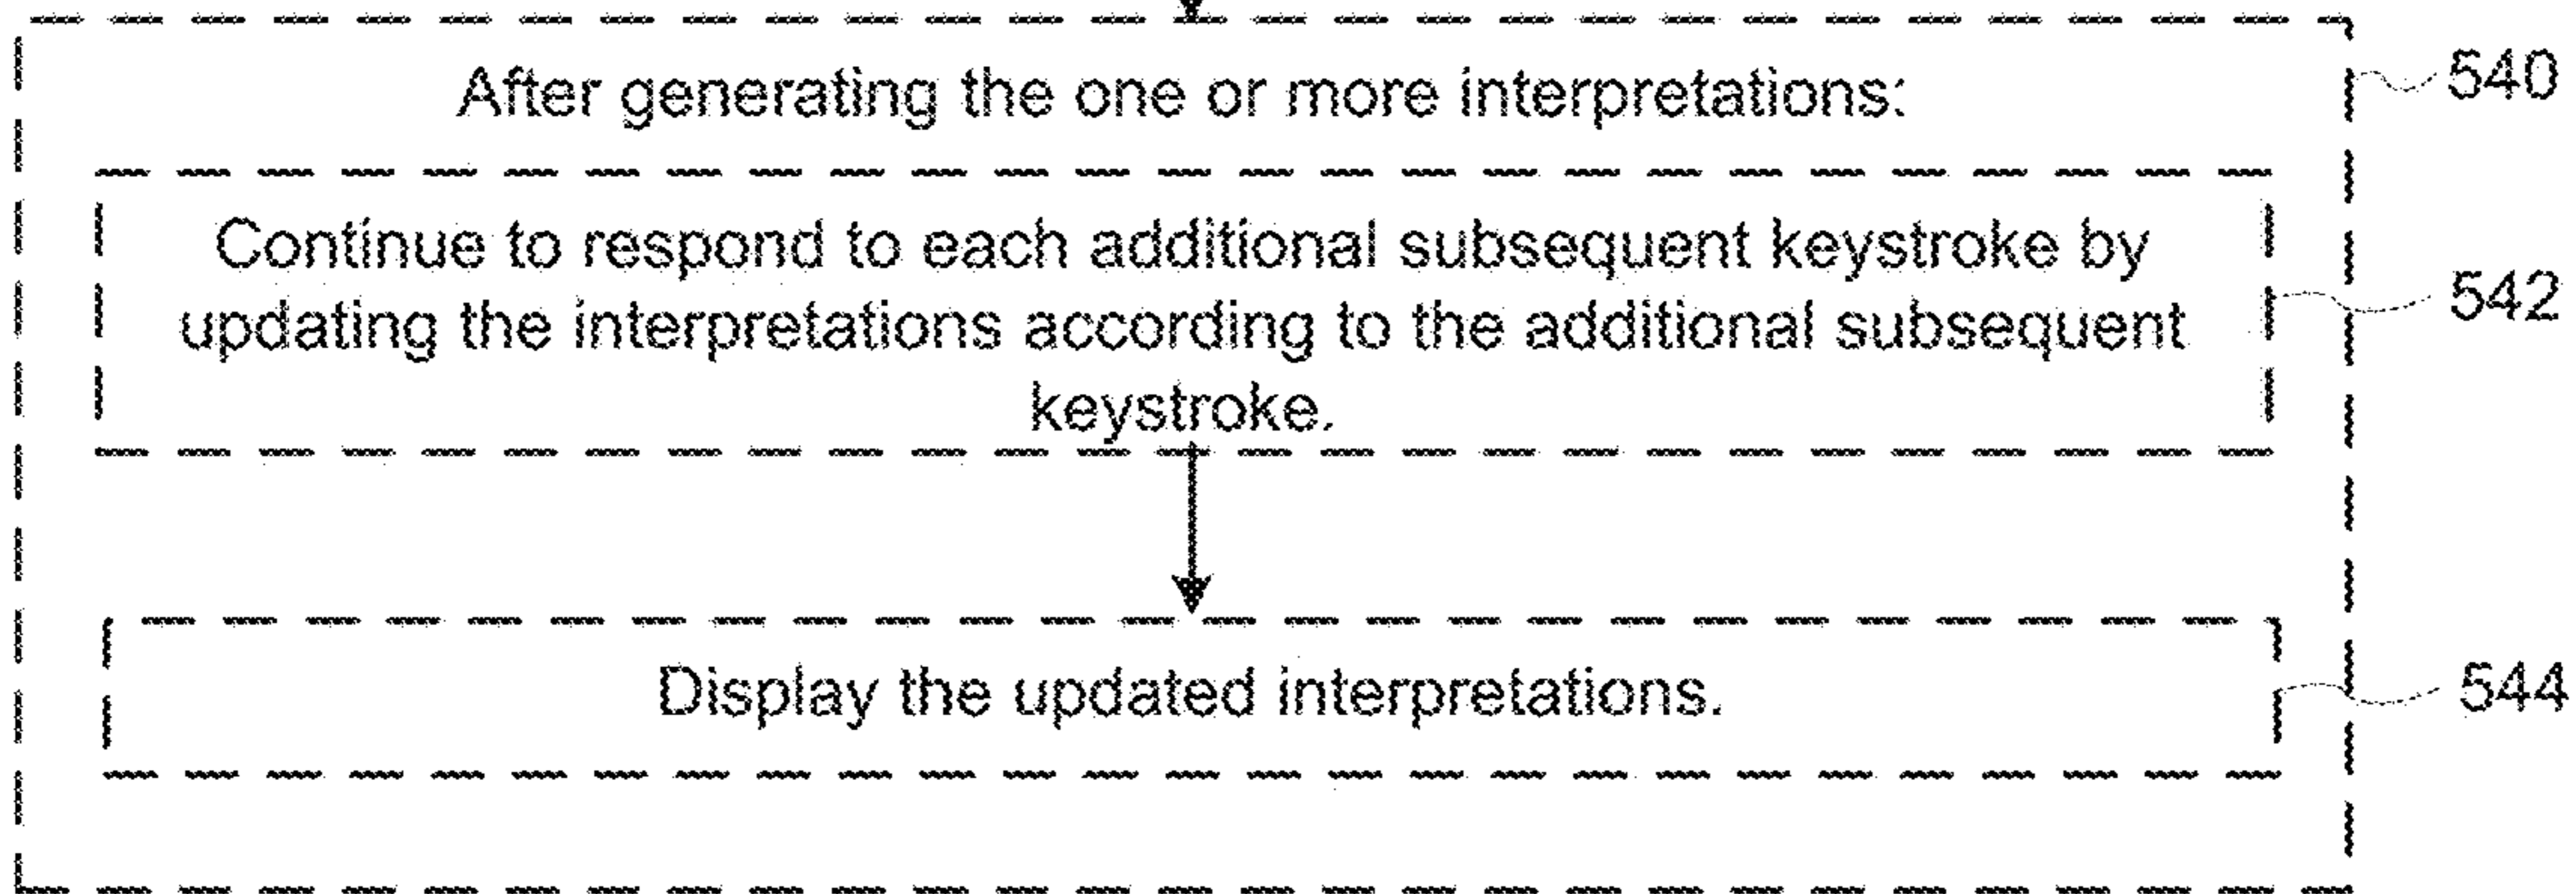 After generating the one or more interpretations:
540
Continue to respond to each additional subsequent keystroke by
updating the interpretations according to the additional subsequent
keystroke.
542
Display the updated interpretations.
544